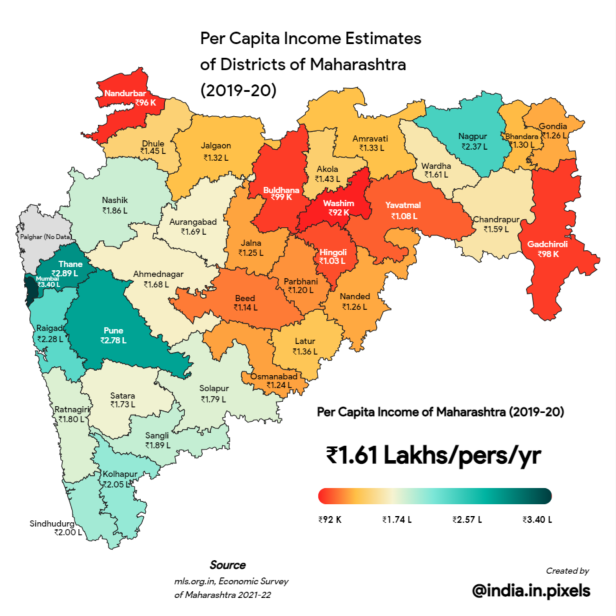 Per Capita Income Estimates
of Districts of Maharashtra
(2019-20)
Nandurbar
₹96 K
Dhule
₹1.45 L
Jalgaon
₹1.32 L
Buldhana
₹99 K
Akola
₹1.43 L
Amravati
₹1.33 L
Wardha
₹1.61 L
Nagpur
₹2.37 L
Bhandara
₹1.30 L
Gondia
₹1.26 L
Nashik
₹1.86 L
Aurangabad
₹1.69 L
Jalna
₹1.25 L
Washim
₹92 K
Yavatmal
₹1.08 L
Chandrapur
₹1.59 L
Gadchiroli
₹98 K
Palghar (No Data)
Thane
₹2.89 L
Mumbai
₹3.40 L
Ahmednagar
₹1.68 L
Hingoli
₹1.03 L
Parbhani
₹1.20 L
Beed
₹1.14 L
Nanded
₹1.26 L
Raigad
₹2.28 L
Pune
₹2.78 L
Latur
₹1.36 L
Osmanabad
₹1.24 L
Solapur
₹1.79 L
Satara
₹1.73 L
Ratnagiri
₹1.80 L
Sangli
₹1.89 L
Kolhapur
₹2.05 L
Sindhudurg
₹2.00 L
Per Capita Income of Maharashtra (2019-20)
₹1.61 Lakhs/pers/yr
₹92 K ₹1.74 L ₹2.57 L ₹3.40 L
Source
mls.org.in, Economic Survey
of Maharashtra 2021-22
Created by
@india.in.pixels